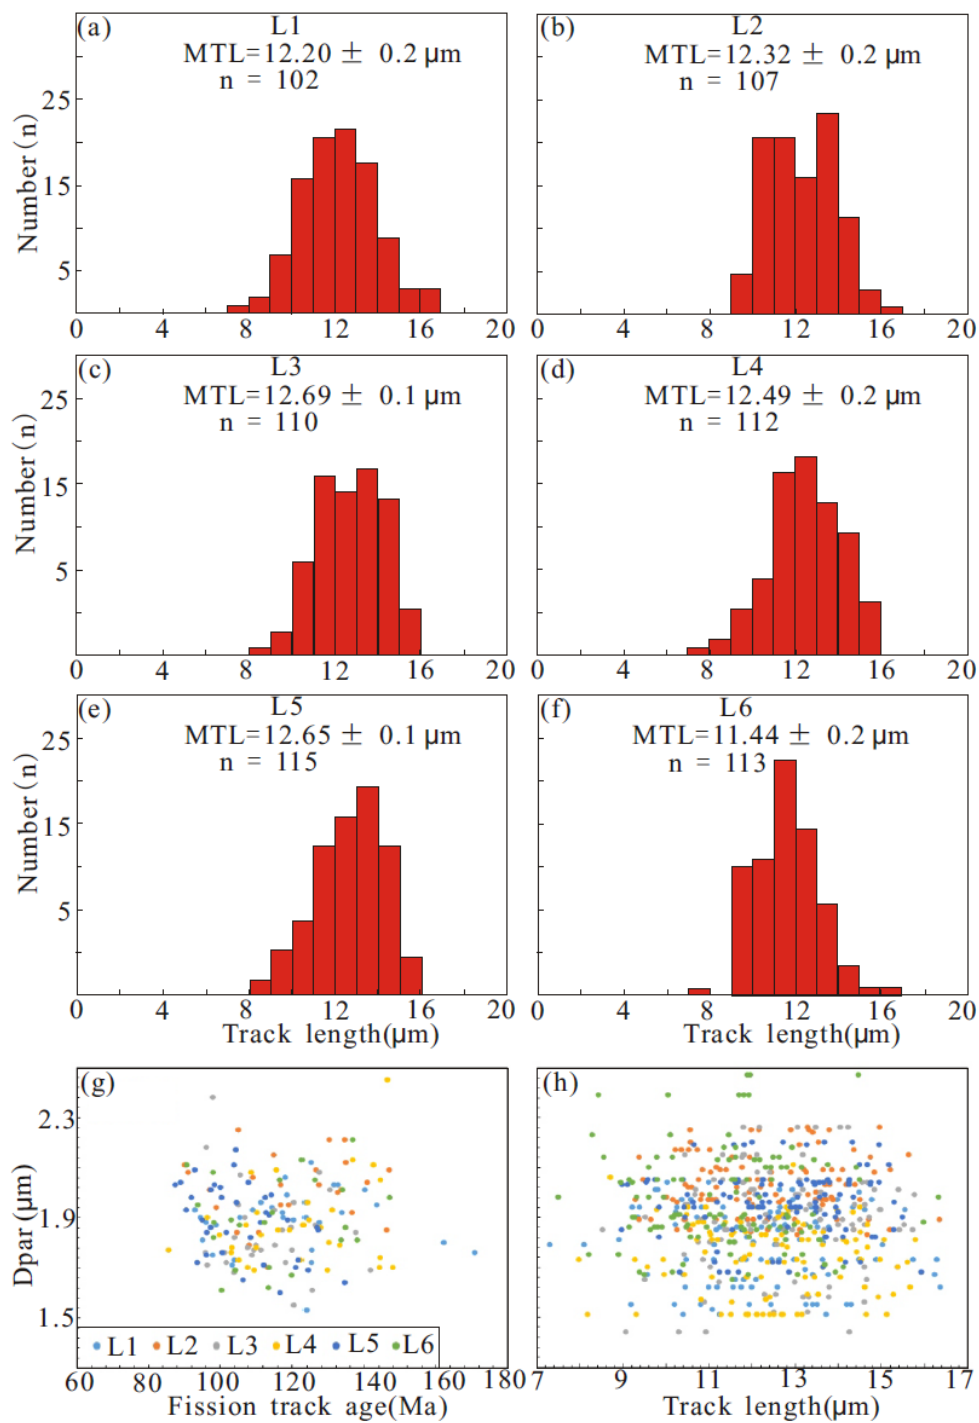 (a) L1
MTL=12.20 ± 0.2 μm
n = 102
25
15
5
Number(n)
0 4 8 12 16 20
(b) L2
MTL=12.32 ± 0.2 μm
n = 107
0 4 8 12 16 20
(c) L3
MTL=12.69 ± 0.1 μm
n = 110
25
15
5
Number(n)
0 4 8 12 16 20
(d) L4
MTL=12.49 ± 0.2 μm
n = 112
0 4 8 12 16 20
(e) L5
MTL=12.65 ± 0.1 μm
n = 115
25
15
5
Number(n)
0 4 8 12 16 20
Track length(μm)
(f) L6
MTL=11.44 ± 0.2 μm
n = 113
0 4 8 12 16 20
Track length(μm)
(g)
2.3
1.9
1.5
Dpar(μm)
L1 L2 L3 L4 L5 L6
60 80 100 120 140 160 180
Fission track age(Ma)
(h)
7 9 11 13 15 17
Track length(μm)